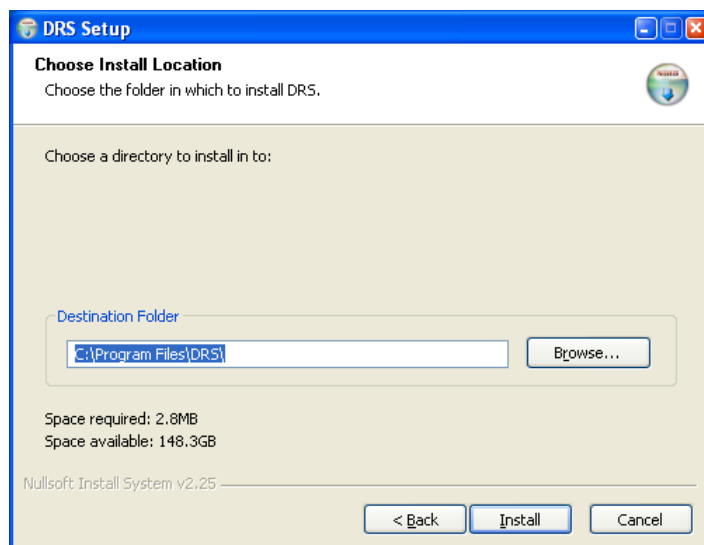 DRS Setup
Choose Install Location
Choose the folder in which to install DRS.
Choose a directory to install in to:
Destination Folder
C:\Program Files\DRS\
Browse...
Space required: 2.8MB
Space available: 148.3GB
Nullsoft Install System v2.25
< Back
Install
Cancel